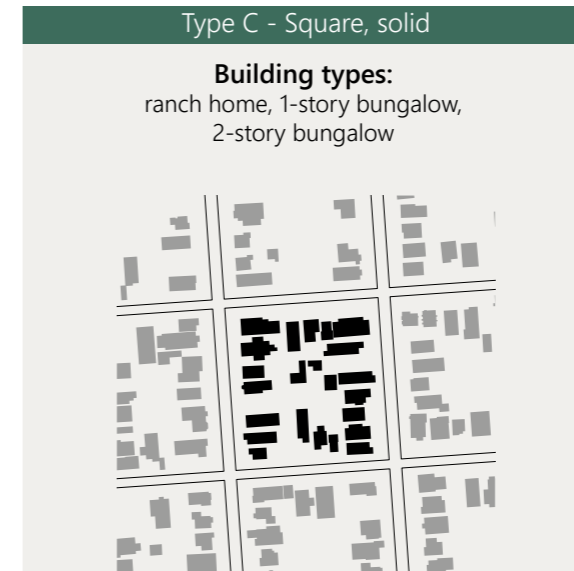 Type C - Square, solid
Building types:
ranch home, 1-story bungalow,
2-story bungalow